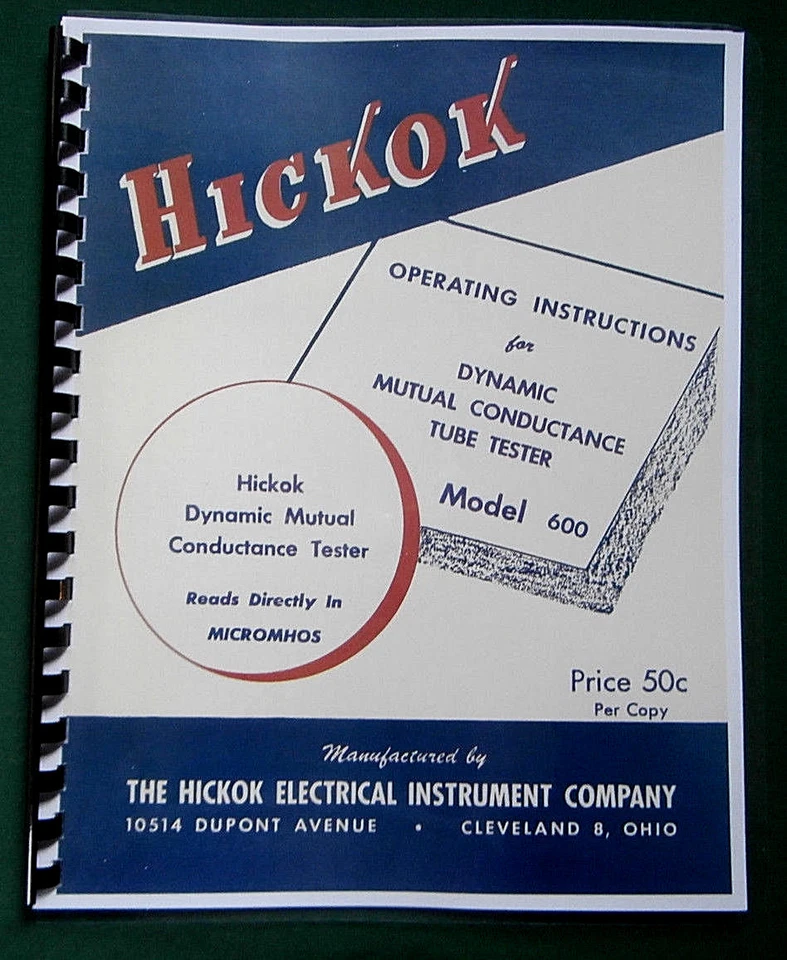 HICKOK
OPERATING INSTRUCTIONS
for
DYNAMIC
MUTUAL CONDUCTANCE
TUBE TESTER
Model 600
Hickok
Dynamic Mutual
Conductance Tester
Reads Directly In
MICROMHOS
Price 50c
Per Copy
Manufactured by
THE HICKOK ELECTRICAL INSTRUMENT COMPANY
10514 DUPONT AVENUE • CLEVELAND 8, OHIO